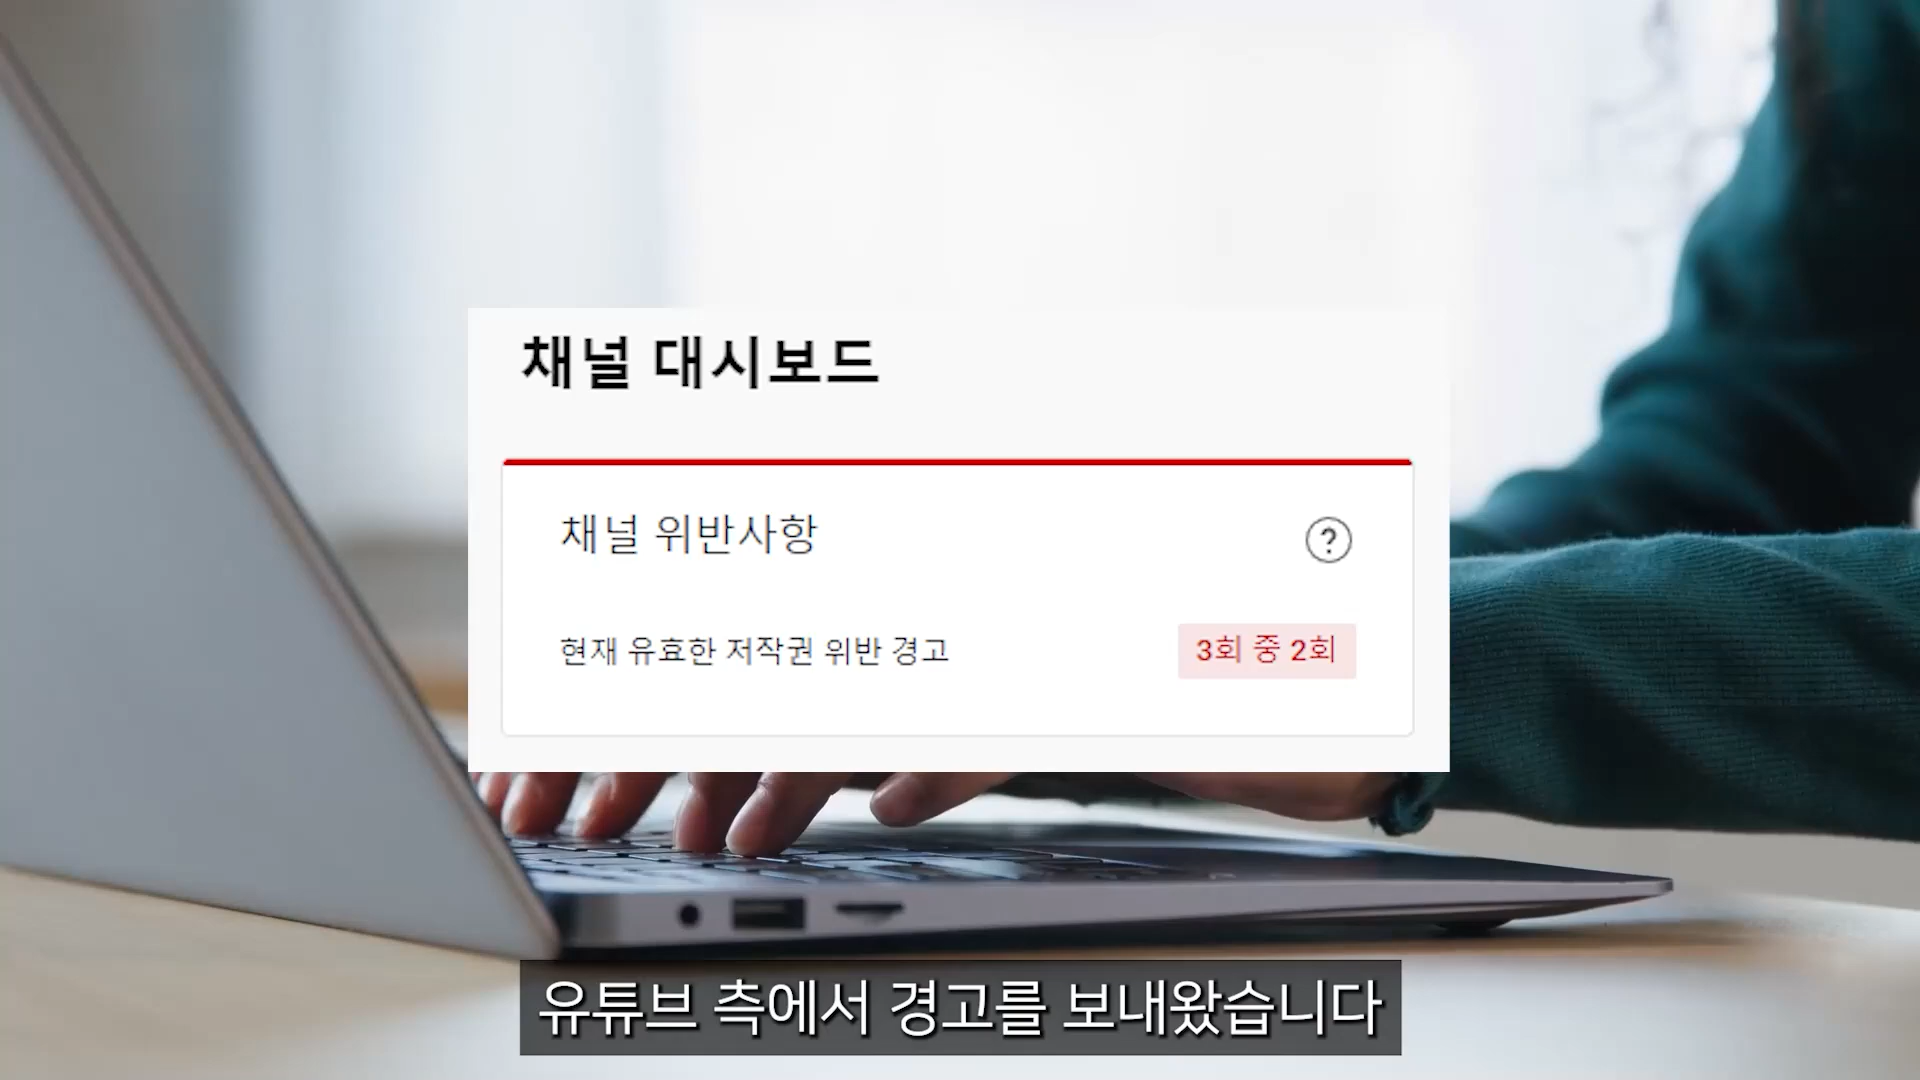 채널 대시보드
채널 위반사항
?
현재 유효한 저작권 위반 경고
3회 중 2회
유튜브 측에서 경고를 보내왔습니다